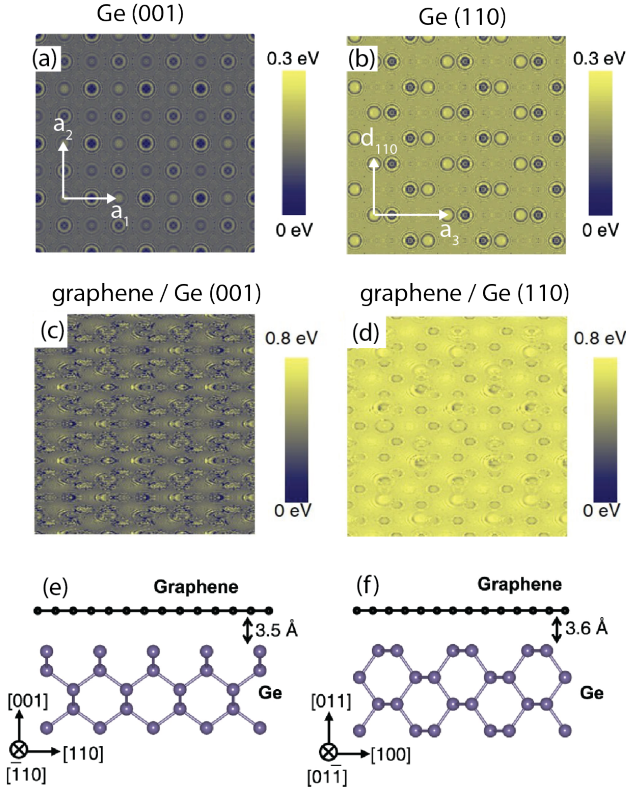 Ge (001)
Ge (110)
(a)
a₂
a₁
0.3 eV
0 eV
(b)
d₁₁₀
a₃
0.3 eV
0 eV
graphene / Ge (001)
graphene / Ge (110)
(c)
0.8 eV
0 eV
(d)
0.8 eV
0 eV
(e)
Graphene
3.5 Å
Ge
[001]
[110]
[1̅10]
(f)
Graphene
3.6 Å
Ge
[011]
[100]
[011̅]